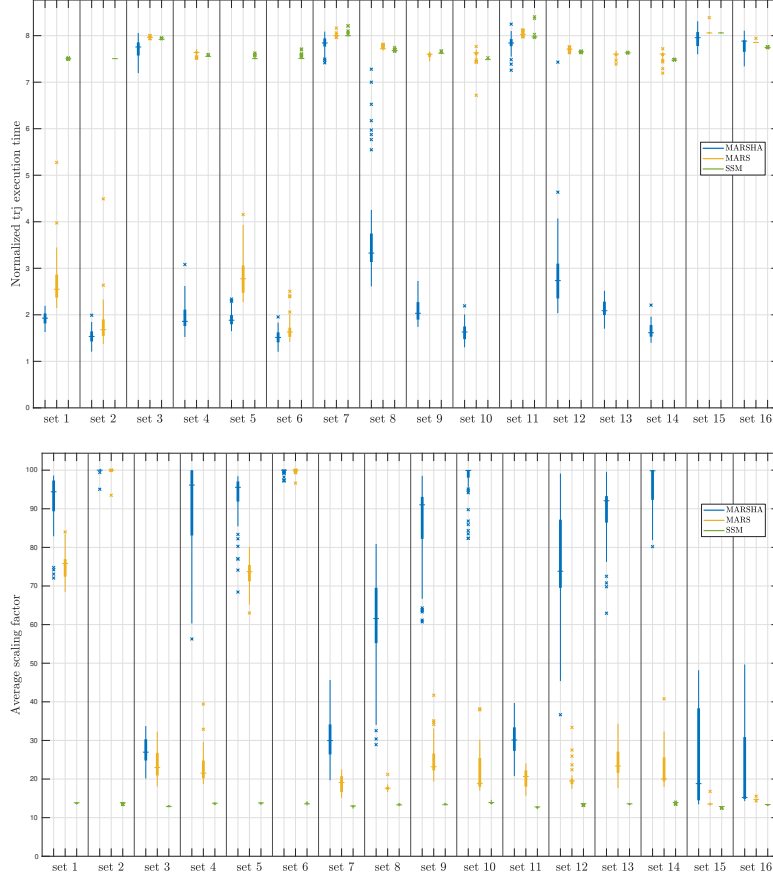 8
7
6
5
4
3
2
1
0
Normalized trj execution time
MARSHA
MARS
SSM
set 1 set 2 set 3 set 4 set 5 set 6 set 7 set 8 set 9 set 10 set 11 set 12 set 13 set 14 set 15 set 16
100
90
80
70
60
50
40
30
20
10
0
Average scaling factor
MARSHA
MARS
SSM
set 1 set 2 set 3 set 4 set 5 set 6 set 7 set 8 set 9 set 10 set 11 set 12 set 13 set 14 set 15 set 16